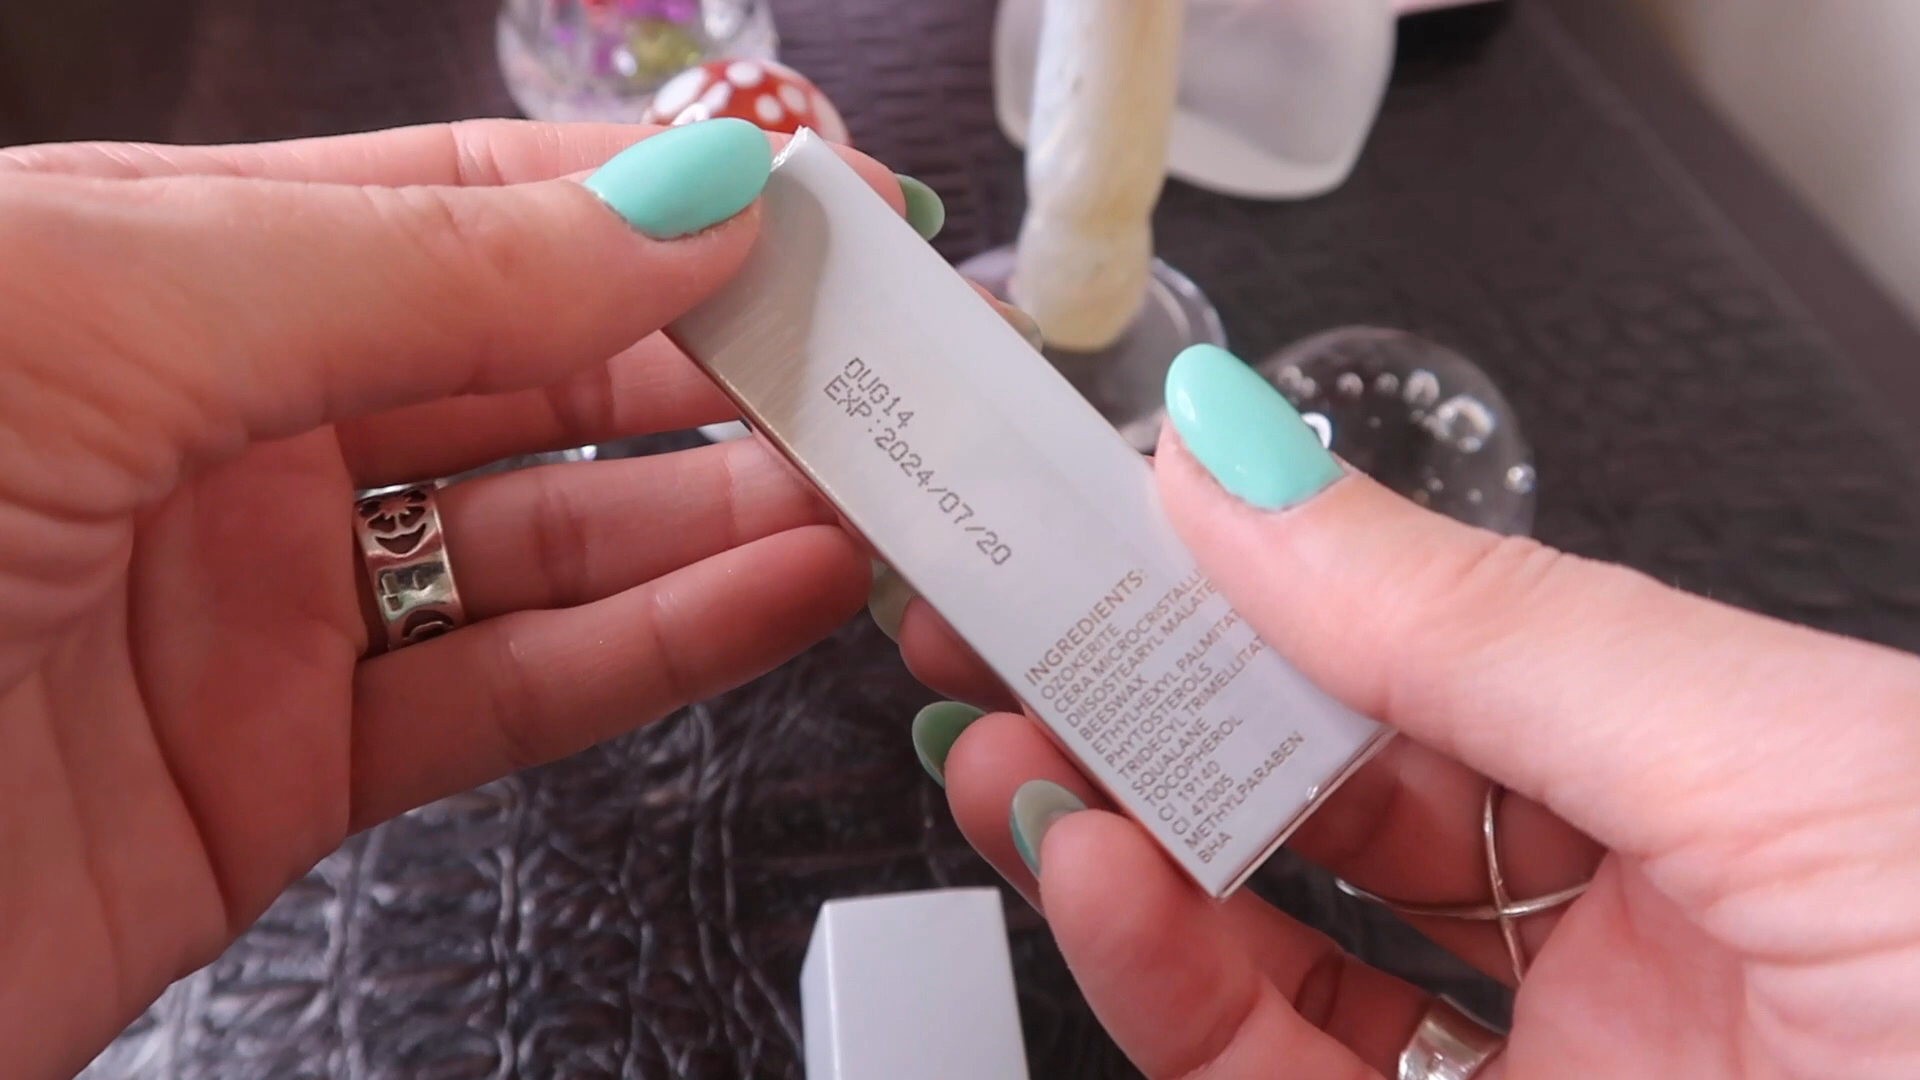 OUG14
EXP:2024/07/20
INGREDIENTS:
OZOKERITE
CERA MICROCRISTALLI
DIISOSTEARYL MALATE
BEESWAX
ETHYLHEXYL PALMITAT
PHYTOSTEROLS
TRIDECYL TRIMELLITAT
SQUALANE
TOCOPHEROL
CI 19140
CI 47005
METHYLPARABEN
BHA